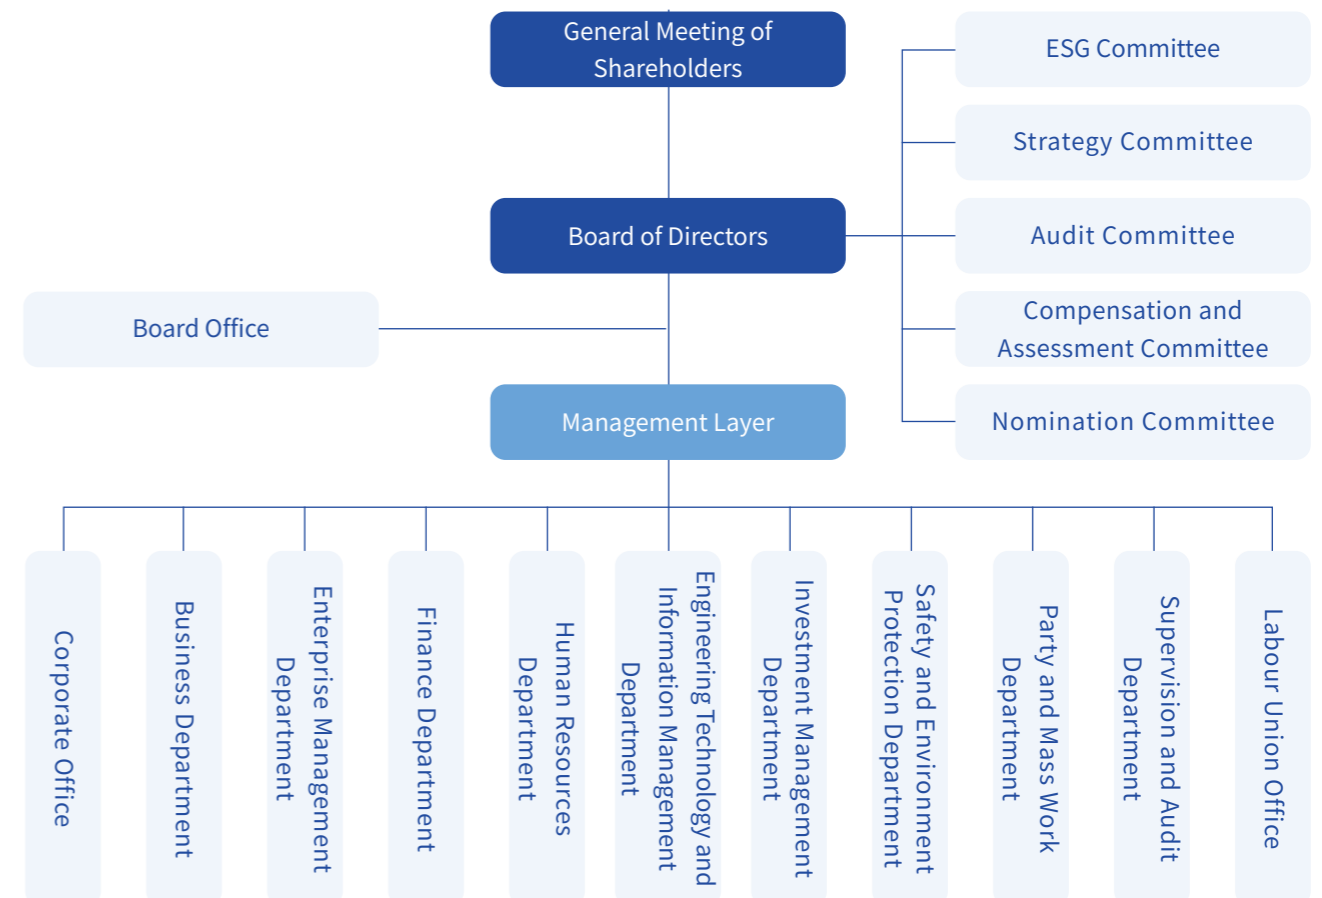 General Meeting of
Shareholders
ESG Committee
Strategy Committee
Board of Directors
Audit Committee
Board Office
Compensation and
Assessment Committee
Management Layer
Nomination Committee
Corporate Office
Business Department
Enterprise Management
Department
Finance Department
Human Resources
Department
Engineering Technology and
Information Management
Department
Investment Management
Department
Safety and Environment
Protection Department
Party and Mass Work
Department
Supervision and Audit
Department
Labour Union Office